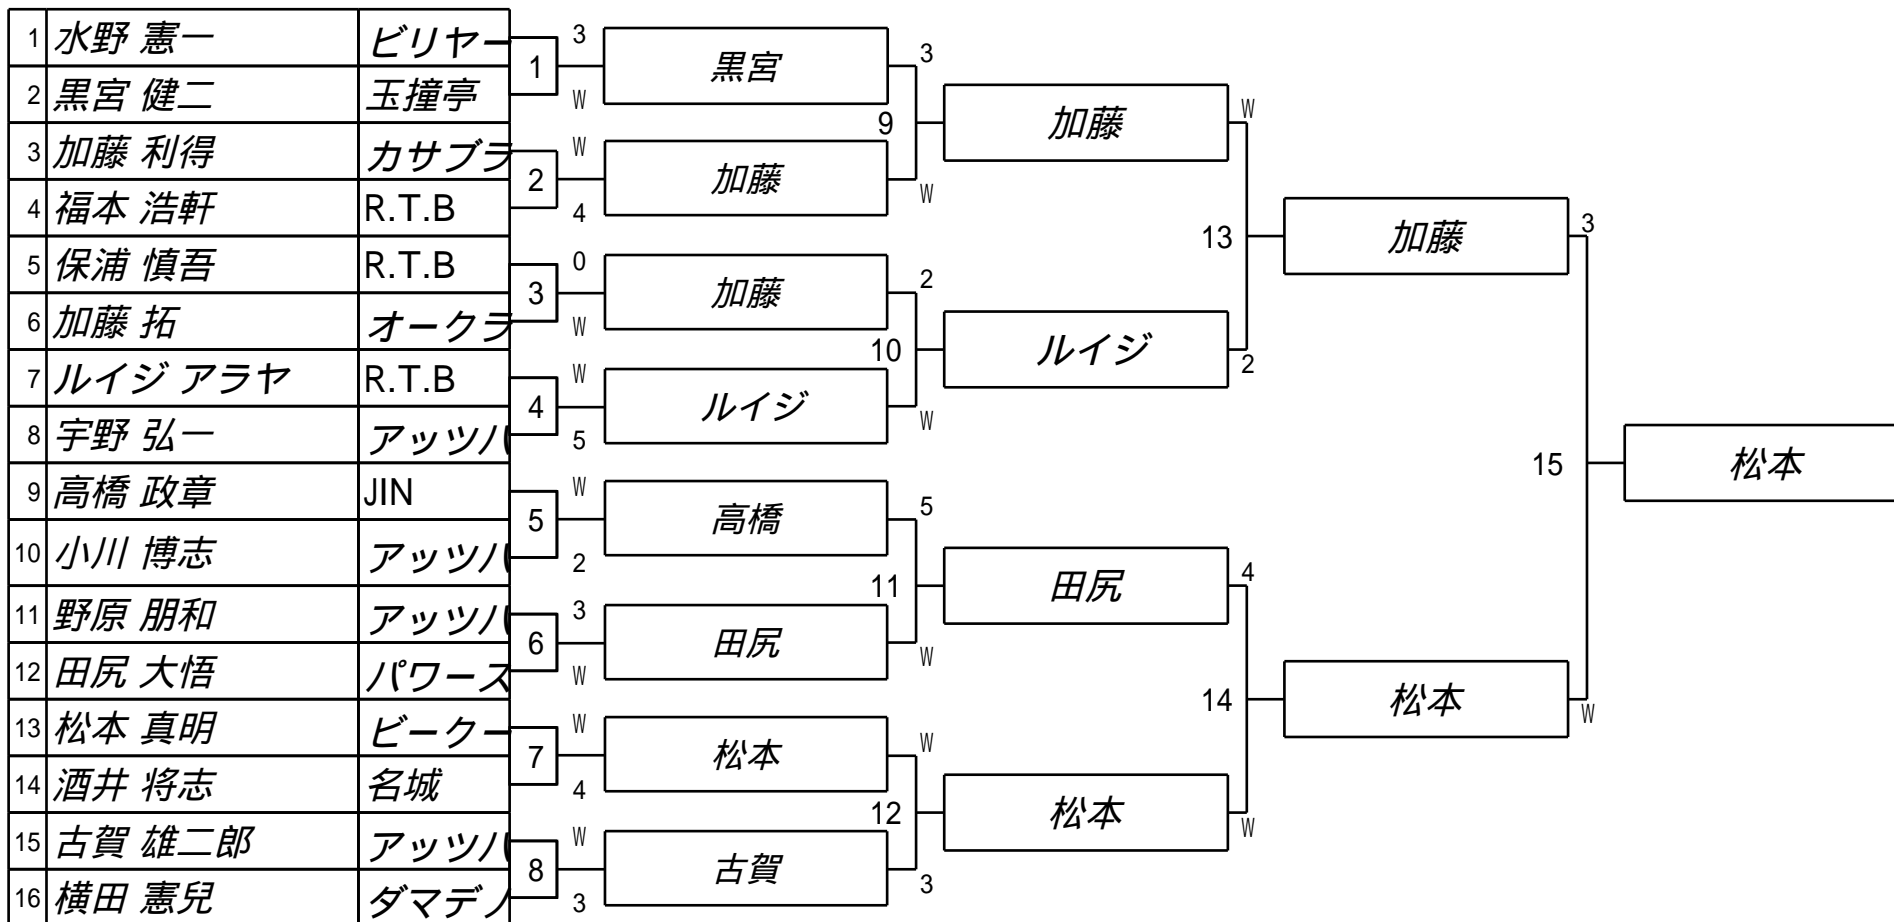 1 水野 憲一 ビリヤー
2 黒宮 健二 玉撞亭
3 加藤 利得 カサブラ
4 福本 浩軒 R.T.B
5 保浦 慎吾 R.T.B
6 加藤 拓 オークラ
7 ルイジ アラヤ R.T.B
8 宇野 弘一 アッツハ
9 高橋 政章 JIN
10 小川 博志 アッツハ
11 野原 朋和 アッツハ
12 田尻 大悟 パワース
13 松本 真明 ビークー
14 酒井 将志 名城
15 古賀 雄二郎 アッツハ
16 横田 憲兒 ダマデノ
3
1
W
W
2
4
0
3
W
W
4
5
W
5
2
3
6
W
W
7
4
W
8
3
黒宮
加藤
加藤
ルイジ
高橋
田尻
松本
古賀
3
9
W
2
10
W
5
11
W
W
12
3
加藤
ルイジ
田尻
松本
W
13
2
4
14
W
加藤
松本
3
15
W
松本